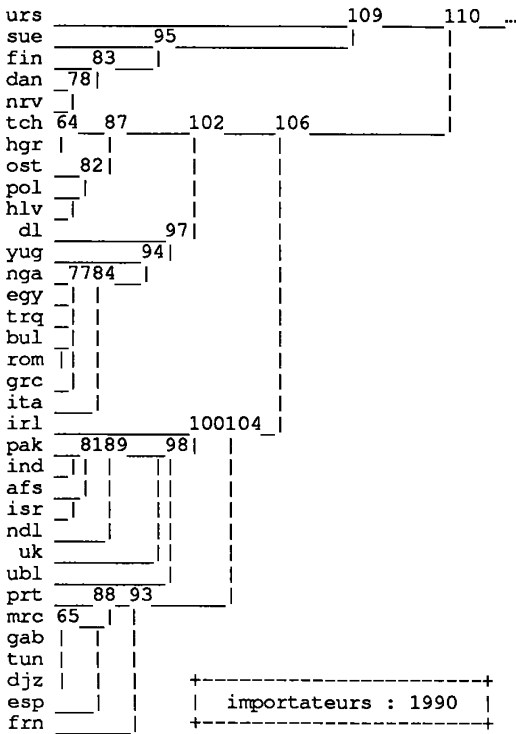 urs 109 110 ...
sue 95
fin 83
dan 78
nrv
tch 64 87 102 106
hgr
ost 82
pol
hlv
dl 97
yug 94
nga 77 84
egy
trq
bul
rom
grc
ita
irl 100 104
pak 81 89 98
ind
afs
isr
ndl
uk
ubl
prt 88 93
mrc 65
gab
tun
djz
esp
frn
importateurs : 1990